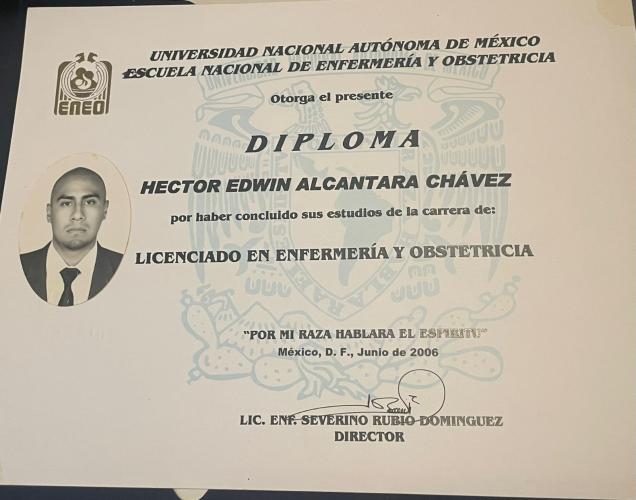 UNIVERSIDAD NACIONAL AUTÓNOMA DE MÉXICO
ESCUELA NACIONAL DE ENFERMERÍA Y OBSTETRICIA
ENEO
Otorga el presente
DIPLOMA
HECTOR EDWIN ALCANTARA CHÁVEZ
por haber concluido sus estudios de la carrera de:
LICENCIADO EN ENFERMERÍA Y OBSTETRICIA
"POR MI RAZA HABLARA EL ESPIRITU"
México, D. F., Junio de 2006
LIC. ENF. SEVERINO RUBIO DOMINGUEZ
DIRECTOR